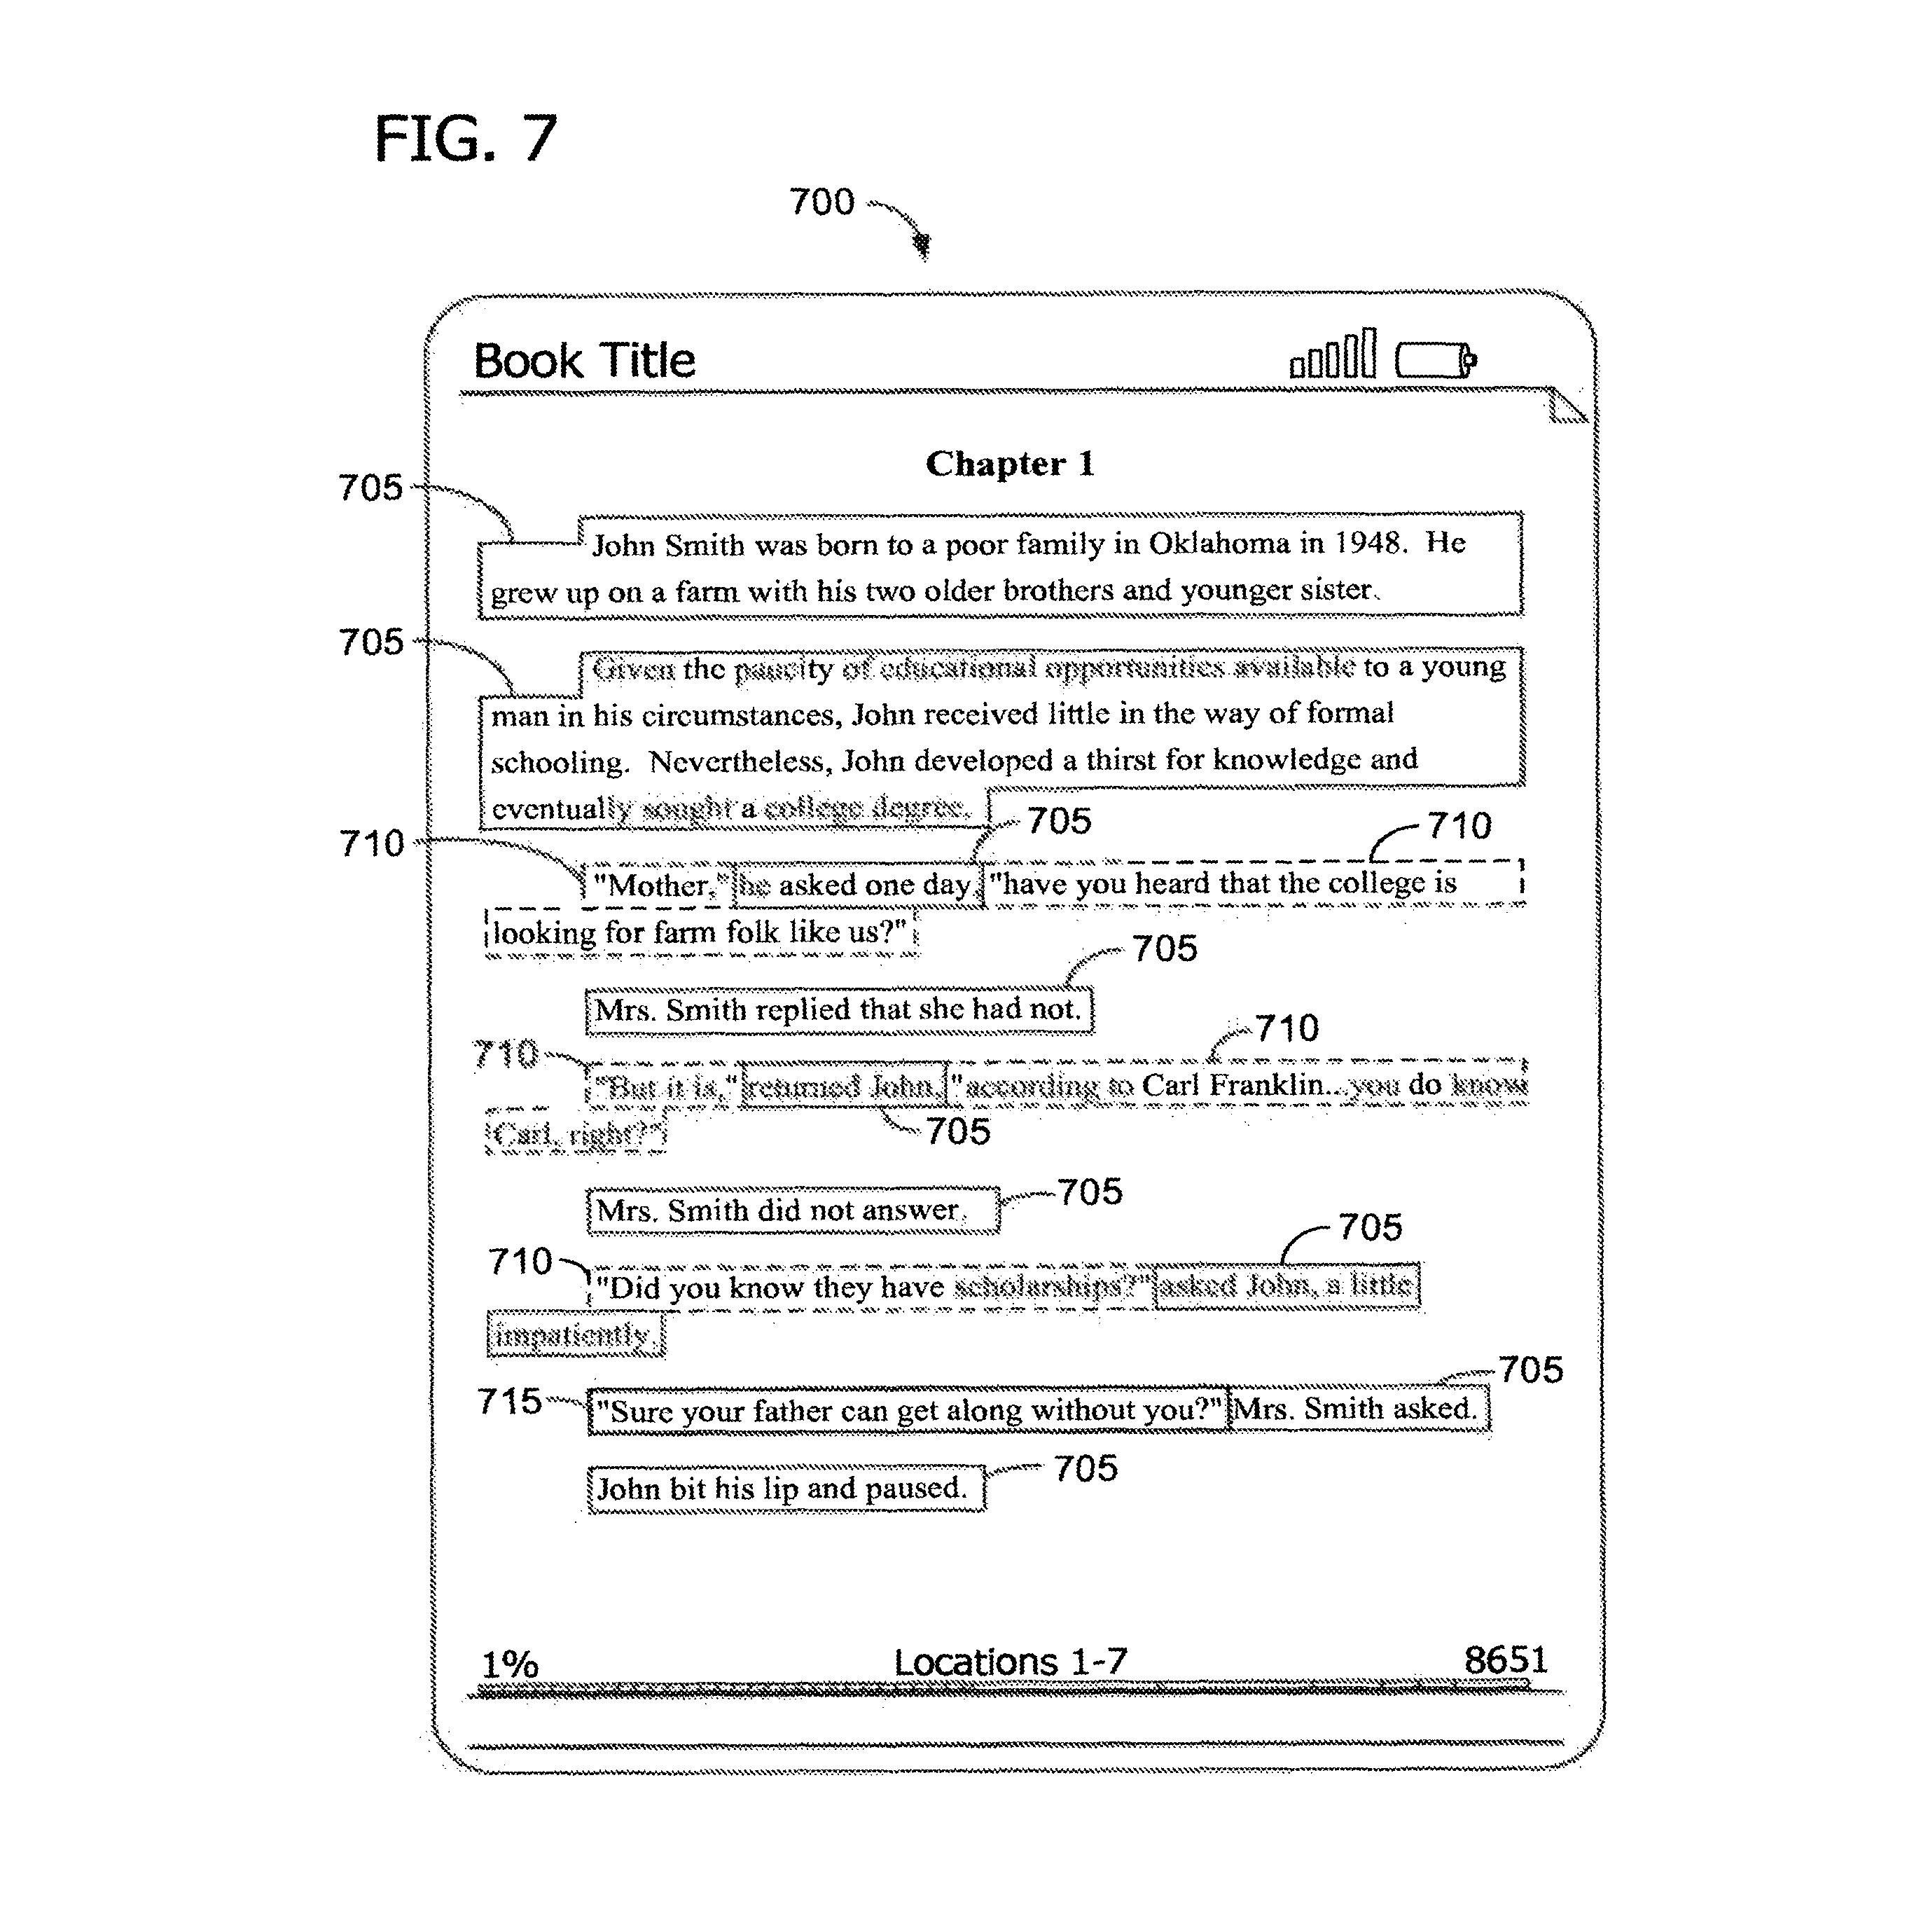 FIG. 7
700
Book Title
Chapter 1
705
John Smith was born to a poor family in Oklahoma in 1948. He
grew up on a farm with his two older brothers and younger sister.
705
Given the paucity of educational opportunities available to a young
man in his circumstances, John received little in the way of formal
schooling. Nevertheless, John developed a thirst for knowledge and
eventually sought a college degree.
705
710
710
"Mother," he asked one day, "have you heard that the college is
looking for farm folk like us?"
705
Mrs. Smith replied that she had not.
710
710
"But it is," returned John, "according to Carl Franklin...you do know
705
Carl, right?"
705
Mrs. Smith did not answer.
705
710
"Did you know they have scholarships?" asked John, a little
impatiently.
705
715
"Sure your father can get along without you?" Mrs. Smith asked.
705
John bit his lip and paused.
1% Locations 1-7 8651